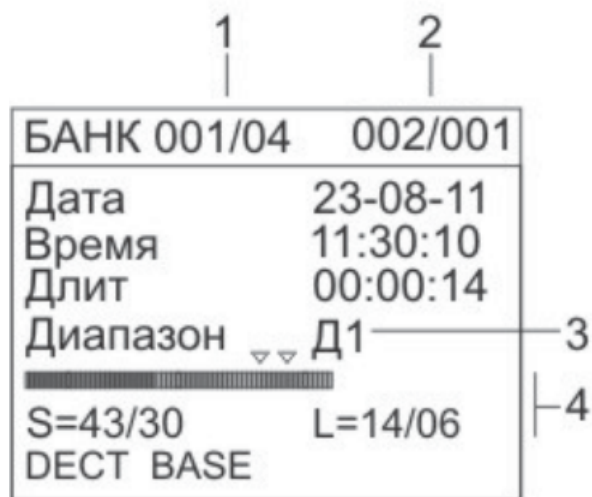 1 2
БАНК 001/04 002/001
Дата 23-08-11
Время 11:30:10
Длит 00:00:14
Диапазон Д1 3
4
S=43/30 L=14/06
DECT BASE